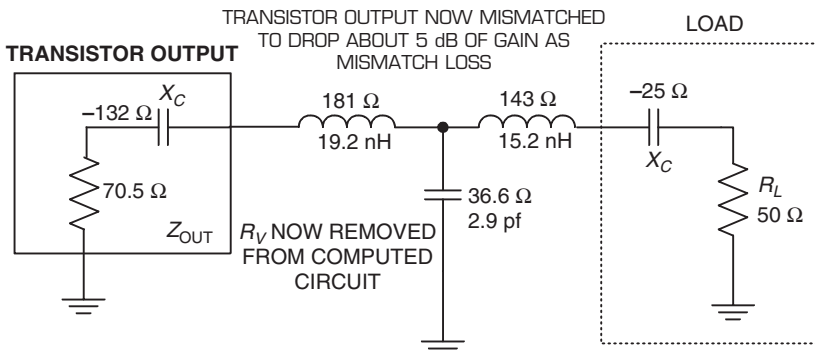 TRANSISTOR OUTPUT NOW MISMATCHED
TO DROP ABOUT 5 dB OF GAIN AS
MISMATCH LOSS
LOAD
TRANSISTOR OUTPUT
X_C
–132 Ω
70.5 Ω
Z_OUT
181 Ω
19.2 nH
143 Ω
15.2 nH
36.6 Ω
2.9 pf
R_V NOW REMOVED
FROM COMPUTED
CIRCUIT
–25 Ω
X_C
R_L
50 Ω